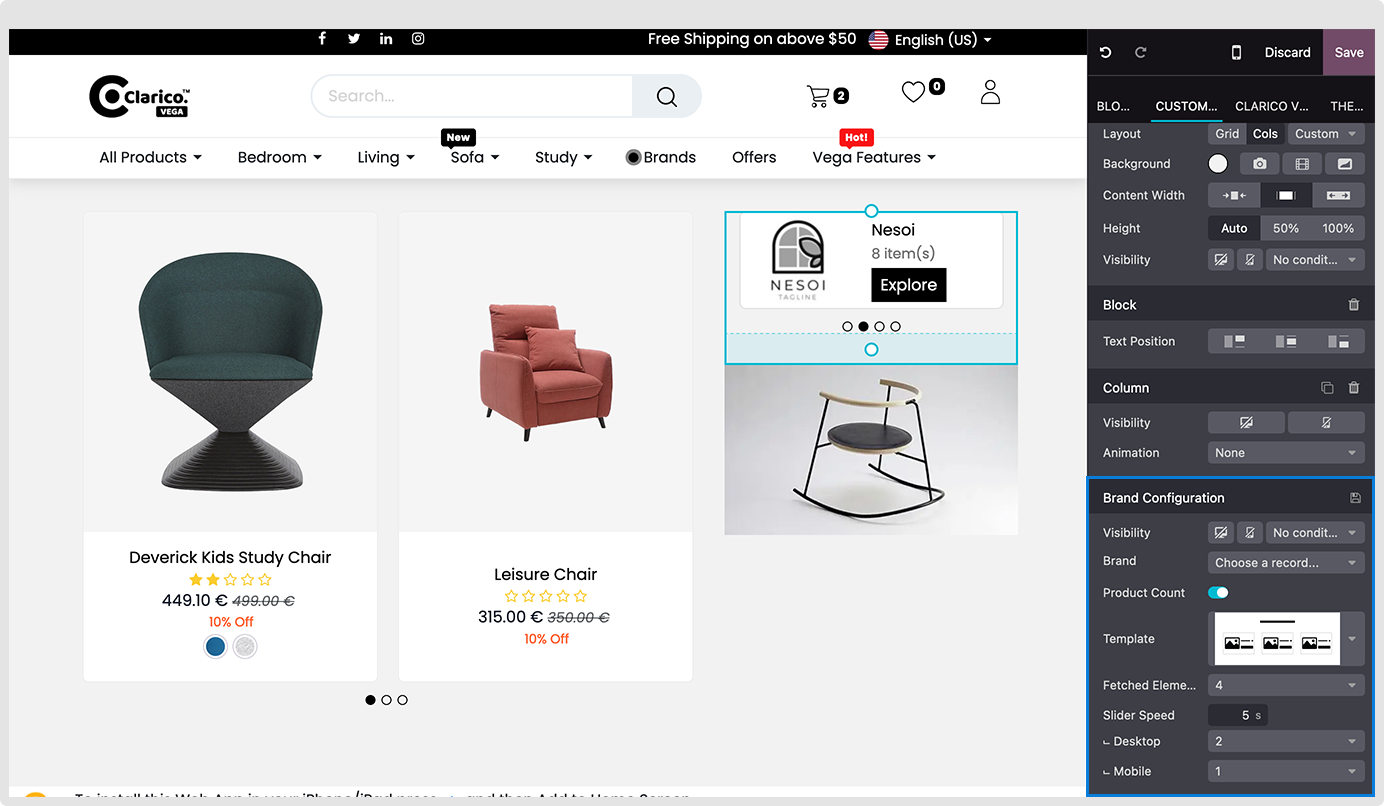 Free Shipping on above $50 English (US)
Discard Save
Clarico.
VEGA
Search...
2
0
BLO... CUSTOM... CLARICO V... THE...
New
Hot!
All Products Bedroom Living Sofa Study Brands Offers Vega Features
Nesoi
8 item(s)
Explore
NESOI
TAGLINE
Deverick Kids Study Chair
449.10 € 499.00 €
10% Off
Leisure Chair
315.00 € 350.00 €
10% Off
To install this Web App in your iPhone/iPad press and then Add to Home Screen.
Layout Grid Cols Custom
Background
Content Width
Height Auto 50% 100%
Visibility No condit...
Block
Text Position
Column
Visibility
Animation None
Brand Configuration
Visibility No condit...
Brand Choose a record...
Product Count
Template
Fetched Eleme... 4
Slider Speed 5 s
Desktop 2
Mobile 1